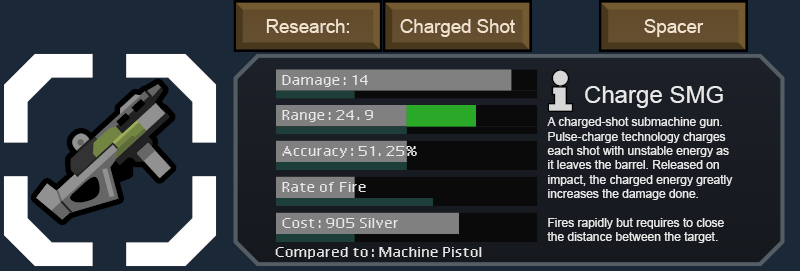 Research:
Charged Shot
Spacer
Damage: 14
Range: 24.9
Accuracy: 51.25%
Rate of Fire
Cost: 905 Silver
Compared to: Machine Pistol
Charge SMG
A charged-shot submachine gun.
Pulse-charge technology charges
each shot with unstable energy as
it leaves the barrel. Released on
impact, the charged energy greatly
increases the damage done.
Fires rapidly but requires to close
the distance between the target.